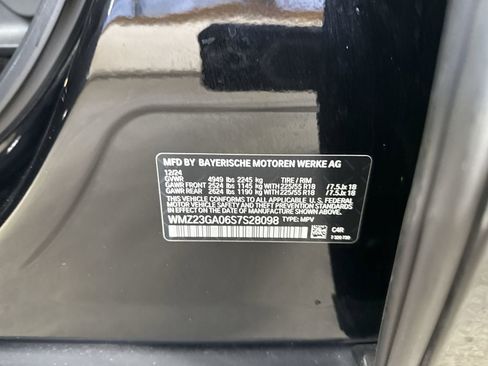 MFD BY BAYERISCHE MOTOREN WERKE AG
12/24
GVWR 4949 lbs 2245 kg TIRE / RIM
GAWR FRONT 2524 lbs 1145 kg WITH 225/55 R18 / 7.5Jx 18
GAWR REAR 2624 lbs 1190 kg WITH 225/55 R18 / 7.5Jx 18
THIS VEHICLE CONFORMS TO ALL APPLICABLE U. S. FEDERAL
MOTOR VEHICLE SAFETY AND THEFT PREVENTION STANDARDS
IN EFFECT ON THE DATE OF MANUFACTURE SHOWN ABOVE.
WMZ23GA06S7S28098 TYPE: MPV
C4R